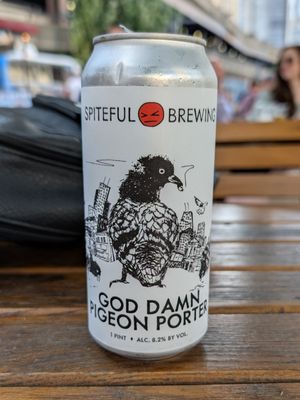 SPITEFUL BREWING
GOD DAMN
PIGEON PORTER
1 PINT • ALC. 8.2% BY VOL.